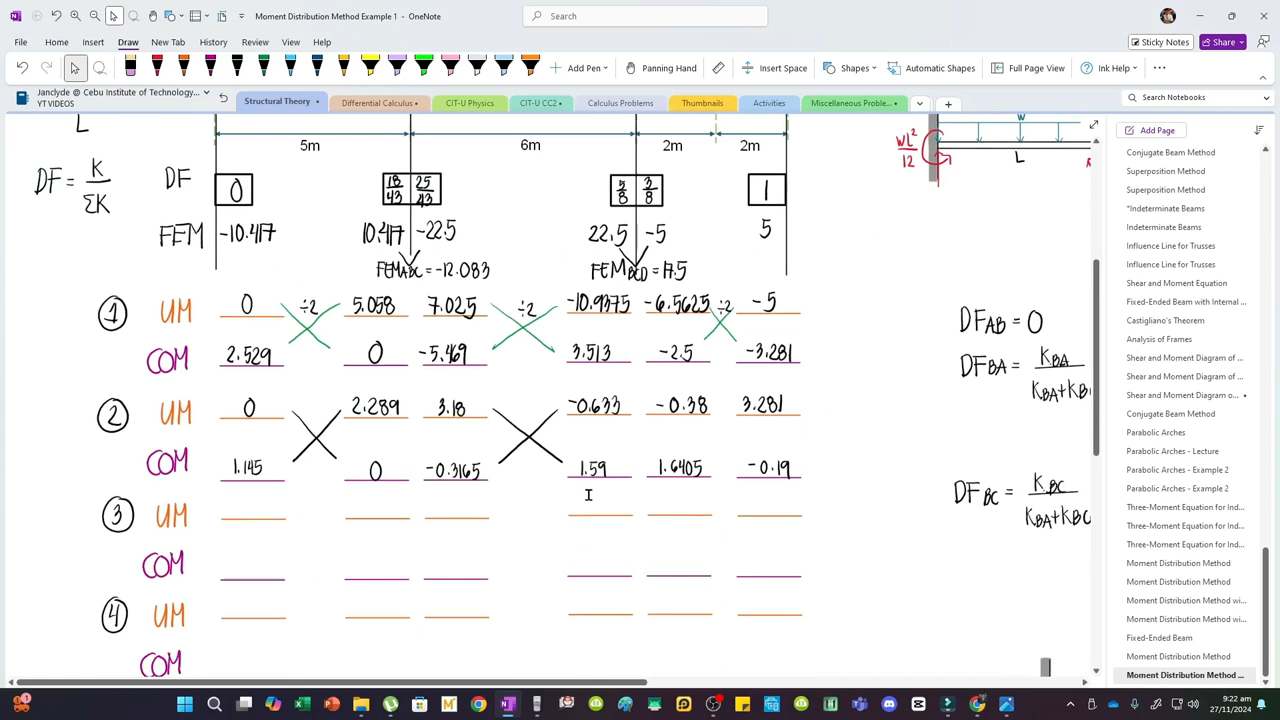 Moment Distribution Method Example 1 - OneNote
Search
File Home Insert Draw New Tab History Review View Help
Sticky Notes
Share
Add Pen
Panning Hand
Insert Space
Shapes
Automatic Shapes
Full Page View
Ink Help
Janclyde @ Cebu Institute of Technology...
YT VIDEOS
Structural Theory
Differential Calculus
CIT-U Physics
CIT-U CC2
Calculus Problems
Thumbnails
Activities
Miscellaneous Proble...
Search Notebooks
Add Page
L
5m 6m 2m 2m
WL²/12
W
L
DF = K/ΣK
DF 0 18/43 25/43 5/8 3/8 1
FEM -10.417 10.417 -22.5 22.5 -5 5
FEM_ABC = -12.083 FEM_BCD = 17.5
① UM 0 ÷2 5.058 7.025 ÷2 -10.9375 -6.5625 ÷2 -5
COM 2.529 0 -5.469 3.513 -2.5 -3.281
② UM 0 2.289 3.18 -0.633 -0.38 3.281
COM 1.145 0 -0.3165 1.59 1.6405 -0.19
③ UM
COM
④ UM
COM
DF_AB = 0
DF_BA = K_BA
K_BA+K_B
DF_BC = K_BC
K_BA+K_BC
Conjugate Beam Method
Superposition Method
Superposition Method
*Indeterminate Beams
Indeterminate Beams
Influence Line for Trusses
Influence Line for Trusses
Shear and Moment Equation
Fixed-Ended Beam with Internal ...
Castigliano's Theorem
Analysis of Frames
Shear and Moment Diagram of ...
Shear and Moment Diagram of ...
Shear and Moment Diagram o...
Conjugate Beam Method
Parabolic Arches
Parabolic Arches - Lecture
Parabolic Arches - Example 2
Parabolic Arches - Example 2
Three-Moment Equation for Ind...
Three-Moment Equation for Ind...
Three-Moment Equation for Ind...
Moment Distribution Method
Moment Distribution Method
Moment Distribution Method wi...
Moment Distribution Method wi...
Fixed-Ended Beam
Moment Distribution Method
Moment Distribution Method ...
9:22 am
27/11/2024